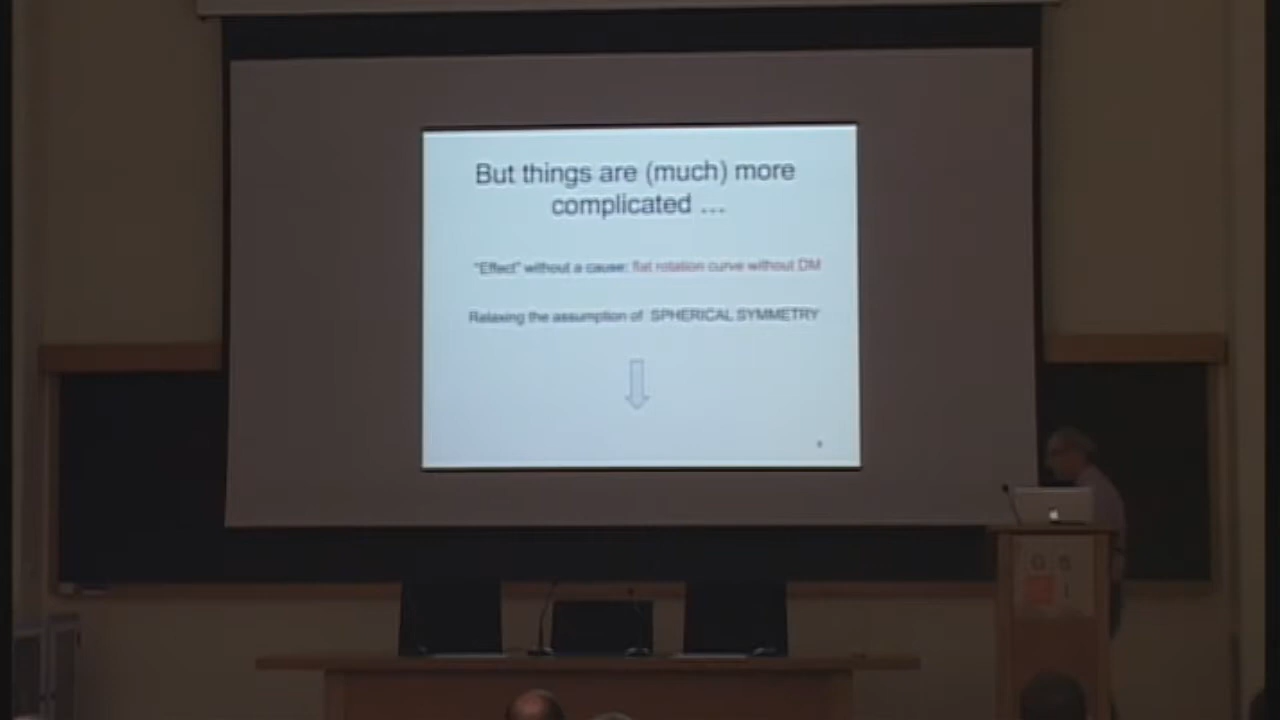 But things are (much) more
complicated ...
"Effect" without a cause: flat rotation curve without DM
Relaxing the assumption of SPHERICAL SYMMETRY